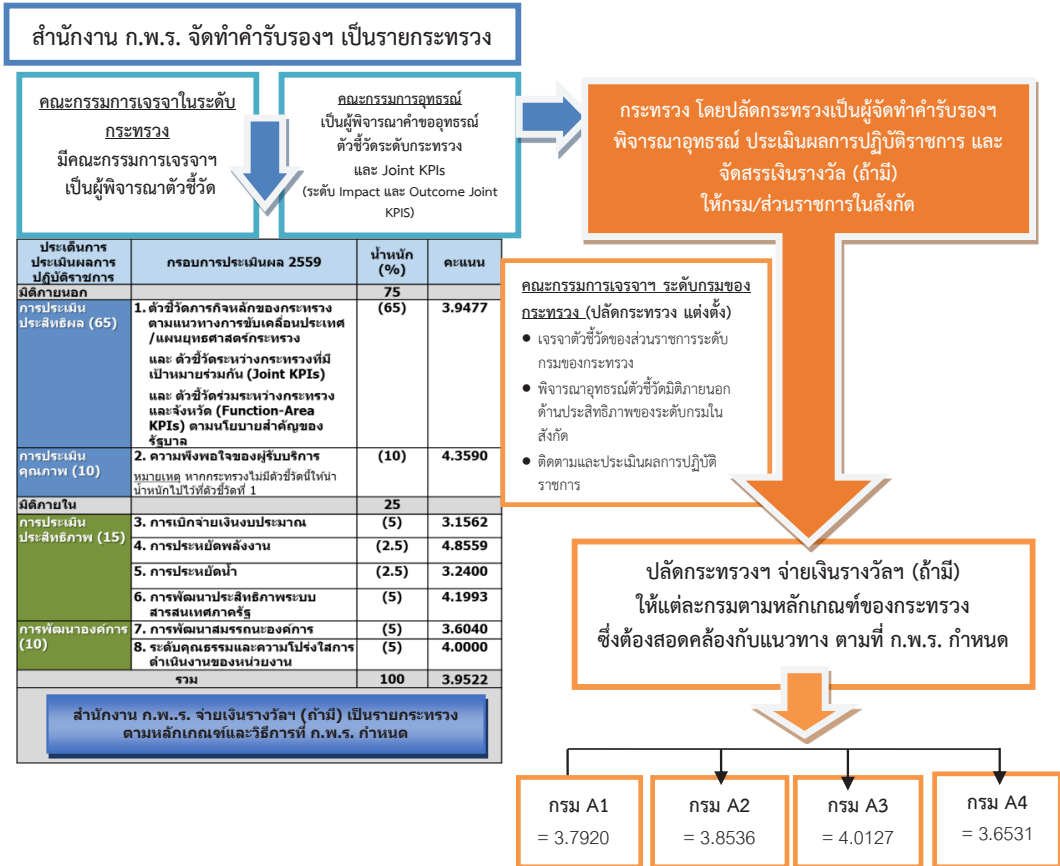 สำนักงาน ก.พ.ร. จัดทำคำรับรองฯ เป็นรายกระทรวง
คณะกรรมการเจรจาในระดับ
กระทรวง
มีคณะกรรมการเจรจาฯ
เป็นผู้พิจารณาตัวชี้วัด
คณะกรรมการอุทธรณ์
เป็นผู้พิจารณาคำขออุทธรณ์
ตัวชี้วัดระดับกระทรวง
และ Joint KPIs
(ระดับ Impact และ Outcome Joint
KPIS)
กระทรวง โดยปลัดกระทรวงเป็นผู้จัดทำคำรับรองฯ
พิจารณาอุทธรณ์ ประเมินผลการปฏิบัติราชการ และ
จัดสรรเงินรางวัล (ถ้ามี)
ให้กรม/ส่วนราชการในสังกัด
ประเด็นการ
ประเมินผลการ
ปฏิบัติราชการ
กรอบการประเมินผล 2559
น้ำหนัก
(%)
คะแนน
มิติภายนอก 75
การประเมิน
ประสิทธิผล (65)
1. ตัวชี้วัดภารกิจหลักของกระทรวง
ตามแนวทางการขับเคลื่อนประเทศ
/แผนยุทธศาสตร์กระทรวง
และ ตัวชี้วัดระหว่างกระทรวงที่มี
เป้าหมายร่วมกัน (Joint KPIs)
และ ตัวชี้วัดร่วมระหว่างกระทรวง
และจังหวัด (Function-Area
KPIs) ตามนโยบายสำคัญของ
รัฐบาล
(65) 3.9477
การประเมิน
คุณภาพ (10)
2. ความพึงพอใจของผู้รับบริการ
หมายเหตุ หากกระทรวงไม่มีตัวชี้วัดนี้ให้นำ
น้ำหนักไปไว้ที่ตัวชี้วัดที่ 1
(10) 4.3590
มิติภายใน 25
การประเมิน
ประสิทธิภาพ (15)
3. การเบิกจ่ายเงินงบประมาณ (5) 3.1562
4. การประหยัดพลังงาน (2.5) 4.8559
5. การประหยัดน้ำ (2.5) 3.2400
6. การพัฒนาประสิทธิภาพระบบ
สารสนเทศภาครัฐ
(5) 4.1993
การพัฒนาองค์การ
(10)
7. การพัฒนาสมรรถนะองค์การ (5) 3.6040
8. ระดับคุณธรรมและความโปร่งใสการ
ดำเนินงานของหน่วยงาน
(5) 4.0000
รวม 100 3.9522
สำนักงาน ก.พ..ร. จ่ายเงินรางวัลฯ (ถ้ามี) เป็นรายกระทรวง
ตามหลักเกณฑ์และวิธีการที่ ก.พ.ร. กำหนด
คณะกรรมการเจรจาฯ ระดับกรมของ
กระทรวง (ปลัดกระทรวง แต่งตั้ง)
● เจรจาตัวชี้วัดของส่วนราชการระดับ
กรมของกระทรวง
● พิจารณาอุทธรณ์ตัวชี้วัดมิติภายนอก
ด้านประสิทธิภาพของระดับกรมใน
สังกัด
● ติดตามและประเมินผลการปฏิบัติ
ราชการ
ปลัดกระทรวงฯ จ่ายเงินรางวัลฯ (ถ้ามี)
ให้แต่ละกรมตามหลักเกณฑ์ของกระทรวง
ซึ่งต้องสอดคล้องกับแนวทาง ตามที่ ก.พ.ร. กำหนด
กรม A1
= 3.7920
กรม A2
= 3.8536
กรม A3
= 4.0127
กรม A4
= 3.6531